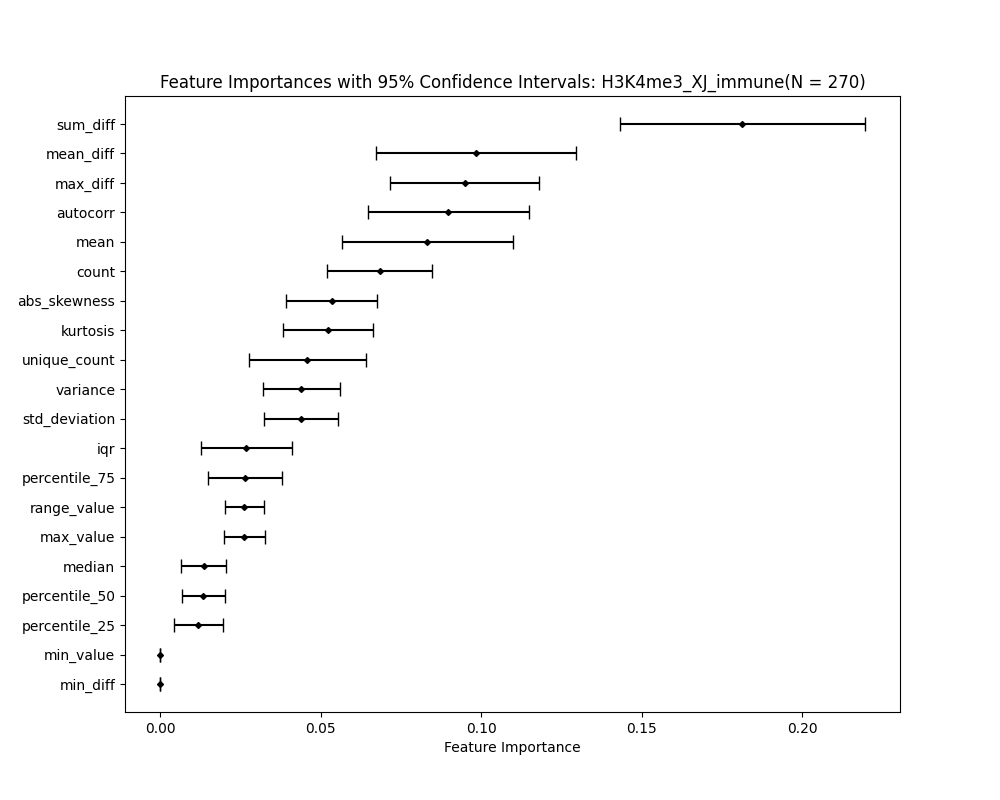 Feature Importances with 95% Confidence Intervals: H3K4me3_XJ_immune(N = 270)
sum_diff
mean_diff
max_diff
autocorr
mean
count
abs_skewness
kurtosis
unique_count
variance
std_deviation
iqr
percentile_75
range_value
max_value
median
percentile_50
percentile_25
min_value
min_diff
0.00 0.05 0.10 0.15 0.20
Feature Importance